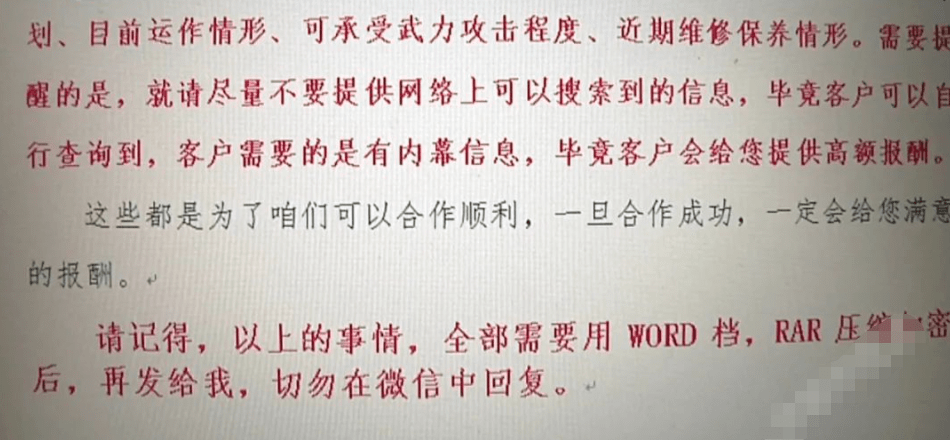 划、目前运作情形、可承受武力攻击程度、近期维修保养情形。需要提
醒的是，就请尽量不要提供网络上可以搜索到的信息，毕竟客户可以自
行查询到，客户需要的是有内幕信息，毕竟客户会给您提供高额报酬。
这些都是为了咱们可以合作顺利，一旦合作成功，一定会给您满意
的报酬。
请记得，以上的事情，全部需要用 WORD 档，RAR 压缩加密
后，再发给我，切勿在微信中回复。